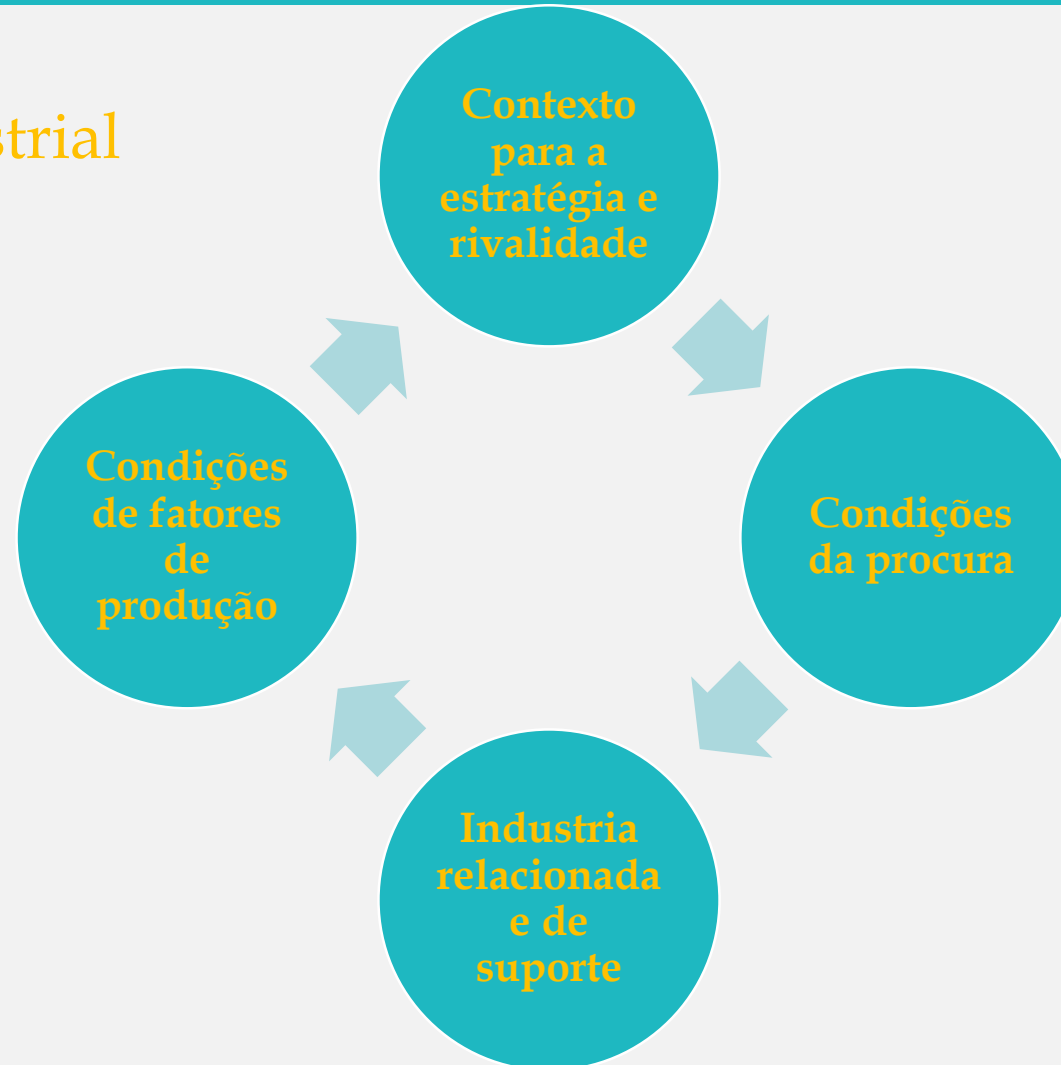 strial
Contexto
para a
estratégia e
rivalidade
Condições
de fatores
de
produção
Condições
da procura
Industria
relacionada
e de
suporte